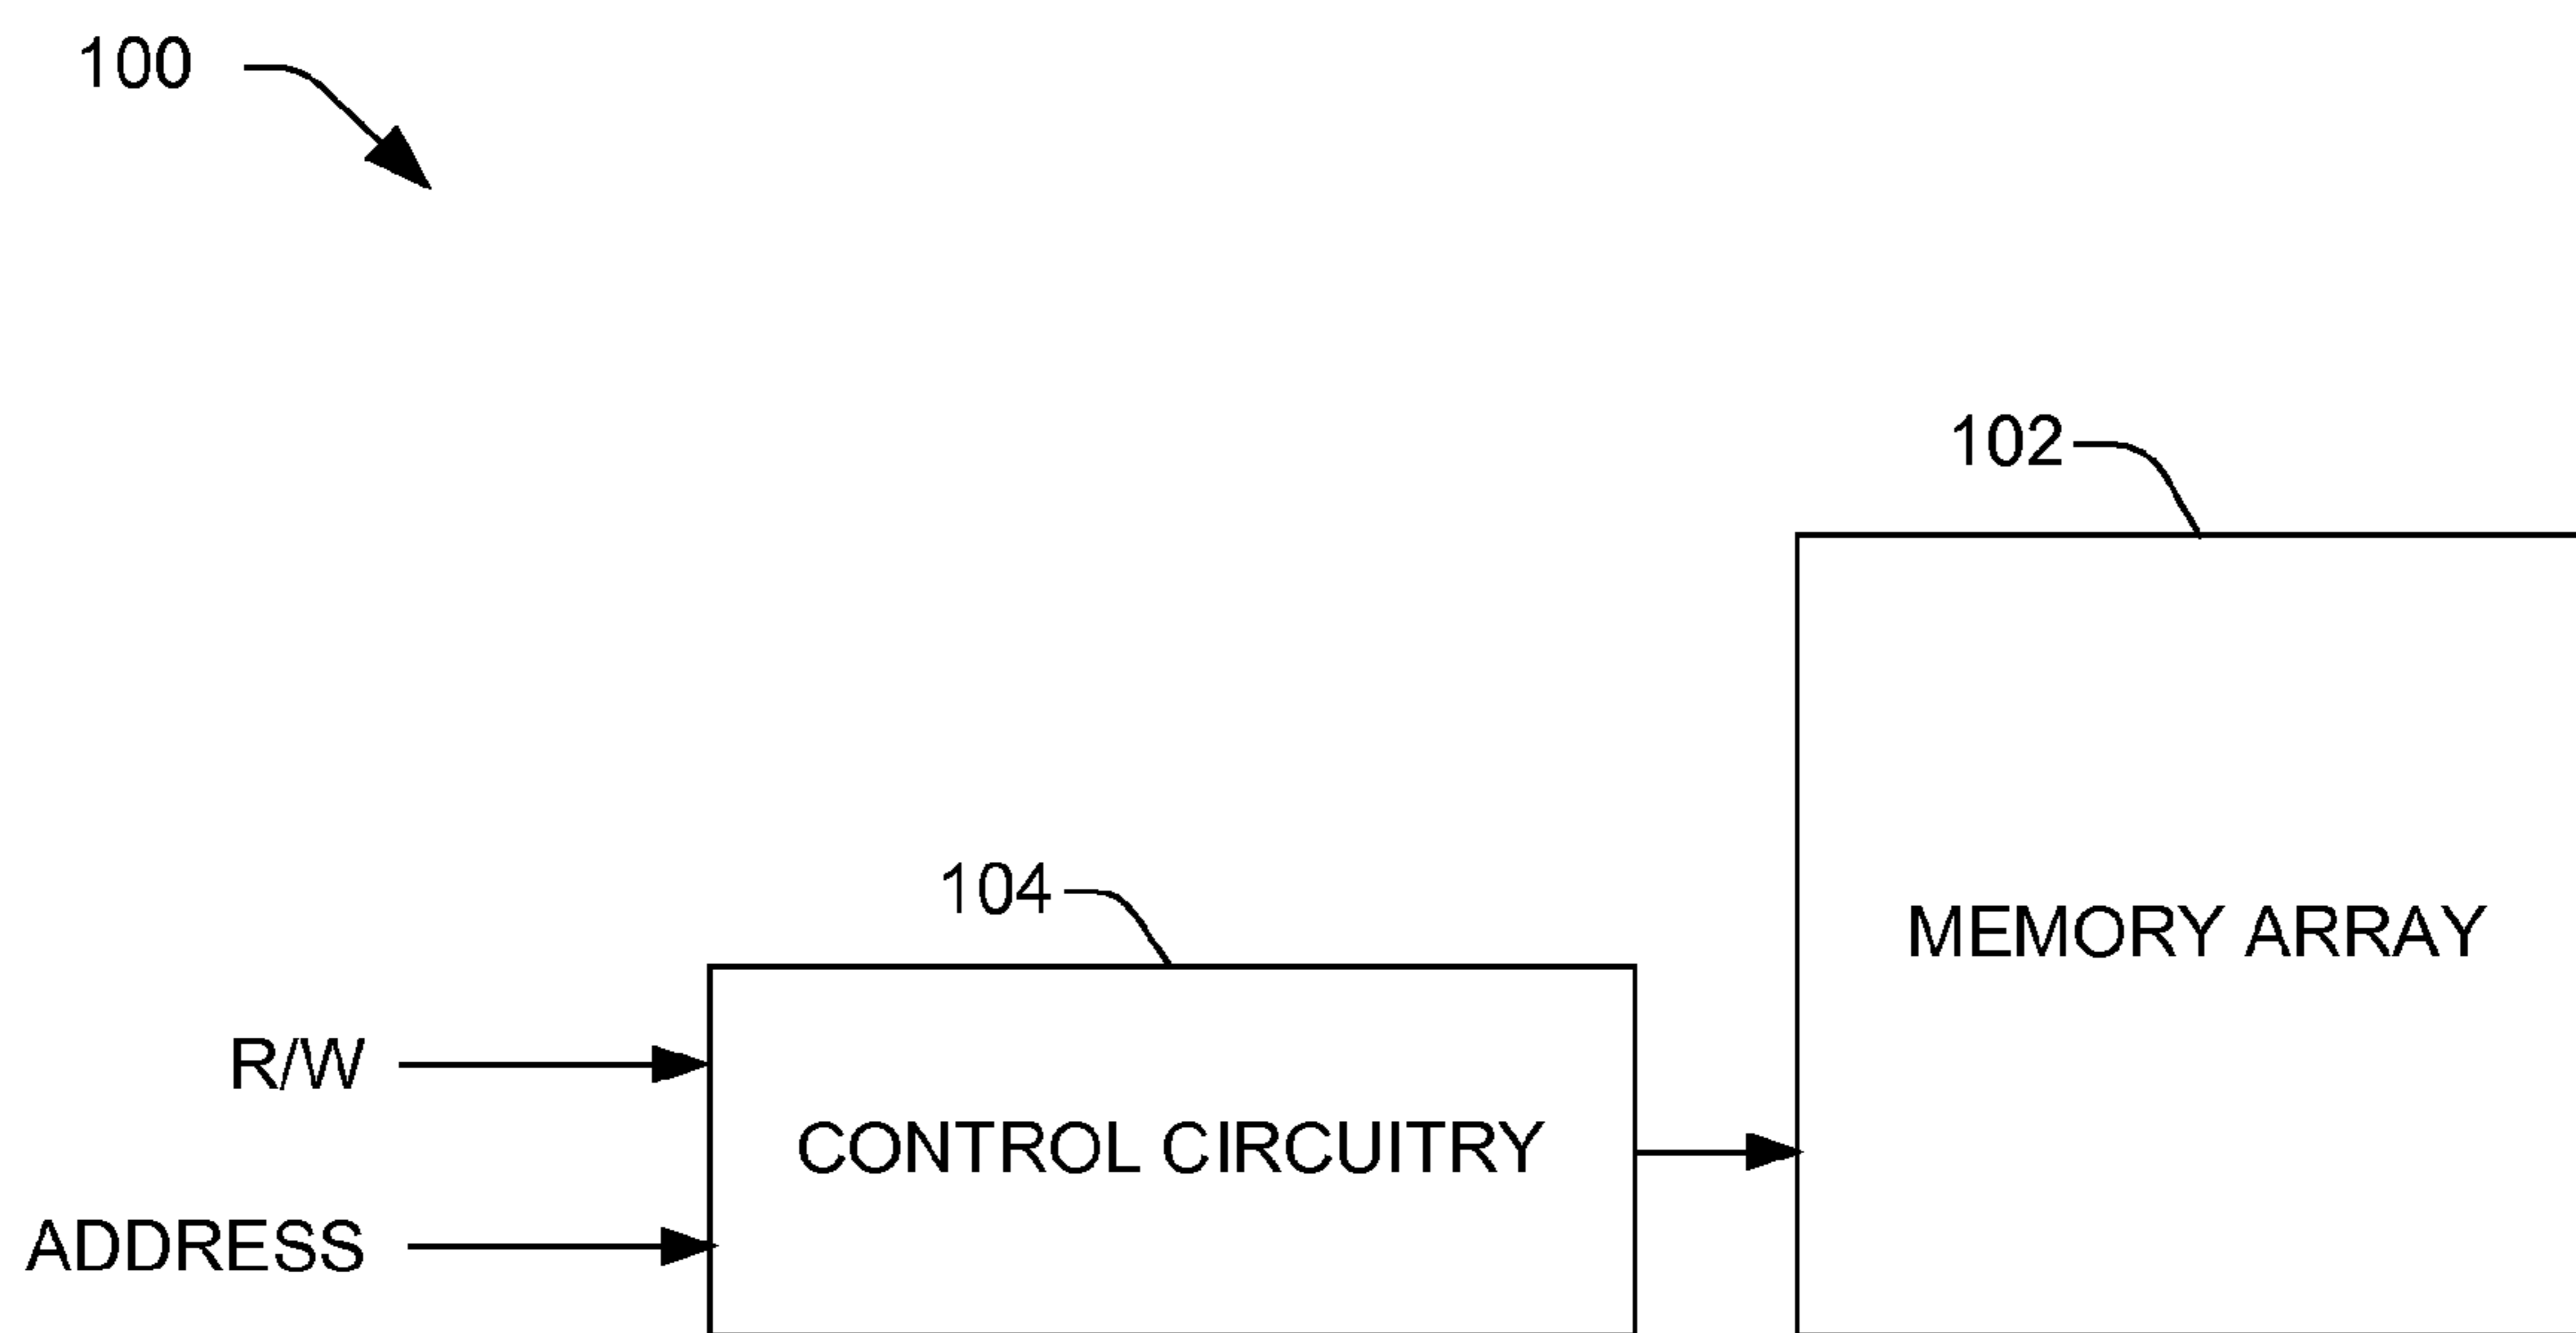 100
102
104
MEMORY ARRAY
R/W
CONTROL CIRCUITRY
ADDRESS